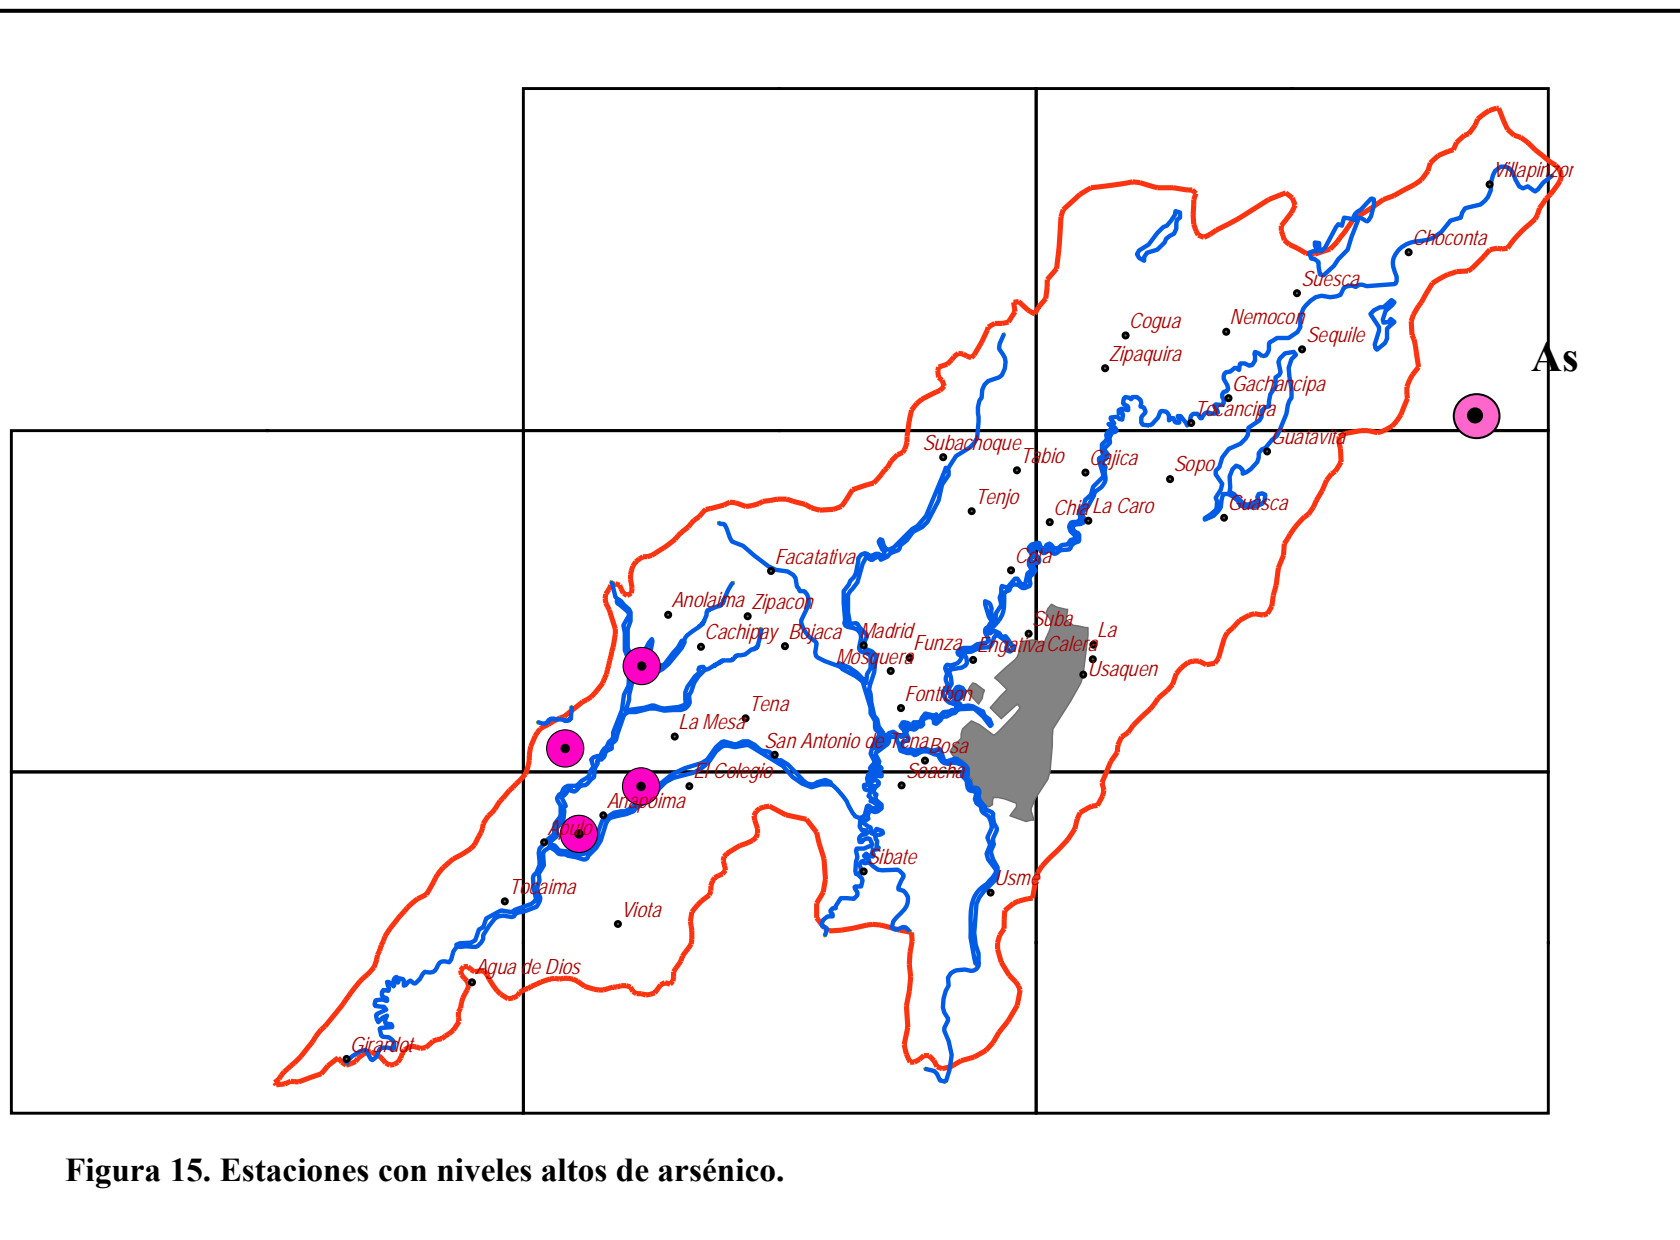 Villapinzon
Choconta
Suesca
Cogua
Nemocon
Sequile
Zipaquira
As
Gachancipa
Tocancipa
Guatavita
Subachoque
Tabio
Cajica
Sopo
Tenjo
Chia
La Caro
Guasca
Facatativa
Cota
Anolaima
Zipacon
Suba
La
Cachipay
Bojaca
Madrid
Funza
Engativa
Calera
Mosquera
Usaquen
Fontibon
Tena
La Mesa
San Antonio de Tena
Bosa
El Colegio
Soacha
Anapoima
Apulo
Sibate
Usme
Tocaima
Viota
Agua de Dios
Girardot
Figura 15. Estaciones con niveles altos de arsénico.